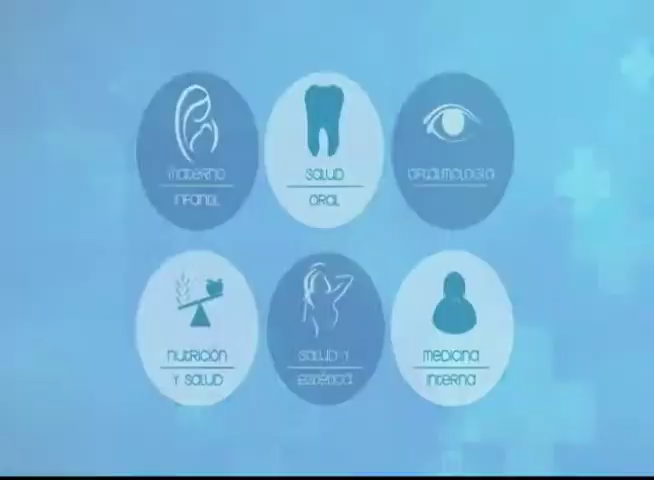 materno
infantil
salud
oral
oftalmología
nutrición
y salud
salud y
estética
medicina
interna